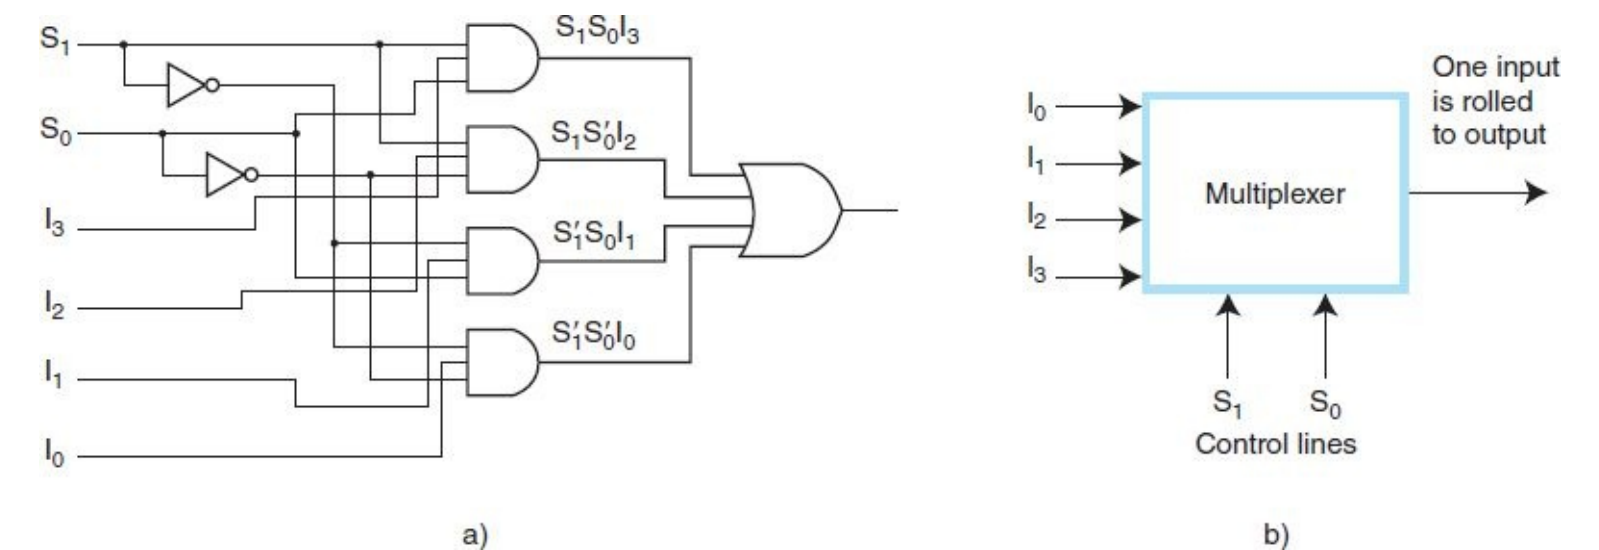 S₁
S₀
I₃
I₂
I₁
I₀
S₁S₀I₃
S₁S₀′I₂
S₁′S₀I₁
S₁′S₀′I₀
a)
I₀
I₁
I₂
I₃
Multiplexer
One input
is rolled
to output
S₁ S₀
Control lines
b)